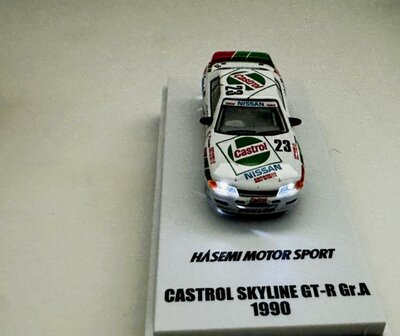 Castrol
23
NISSAN
Castrol
23
NISSAN
HASEMI MOTOR SPORT
CASTROL SKYLINE GT-R Gr.A
1990